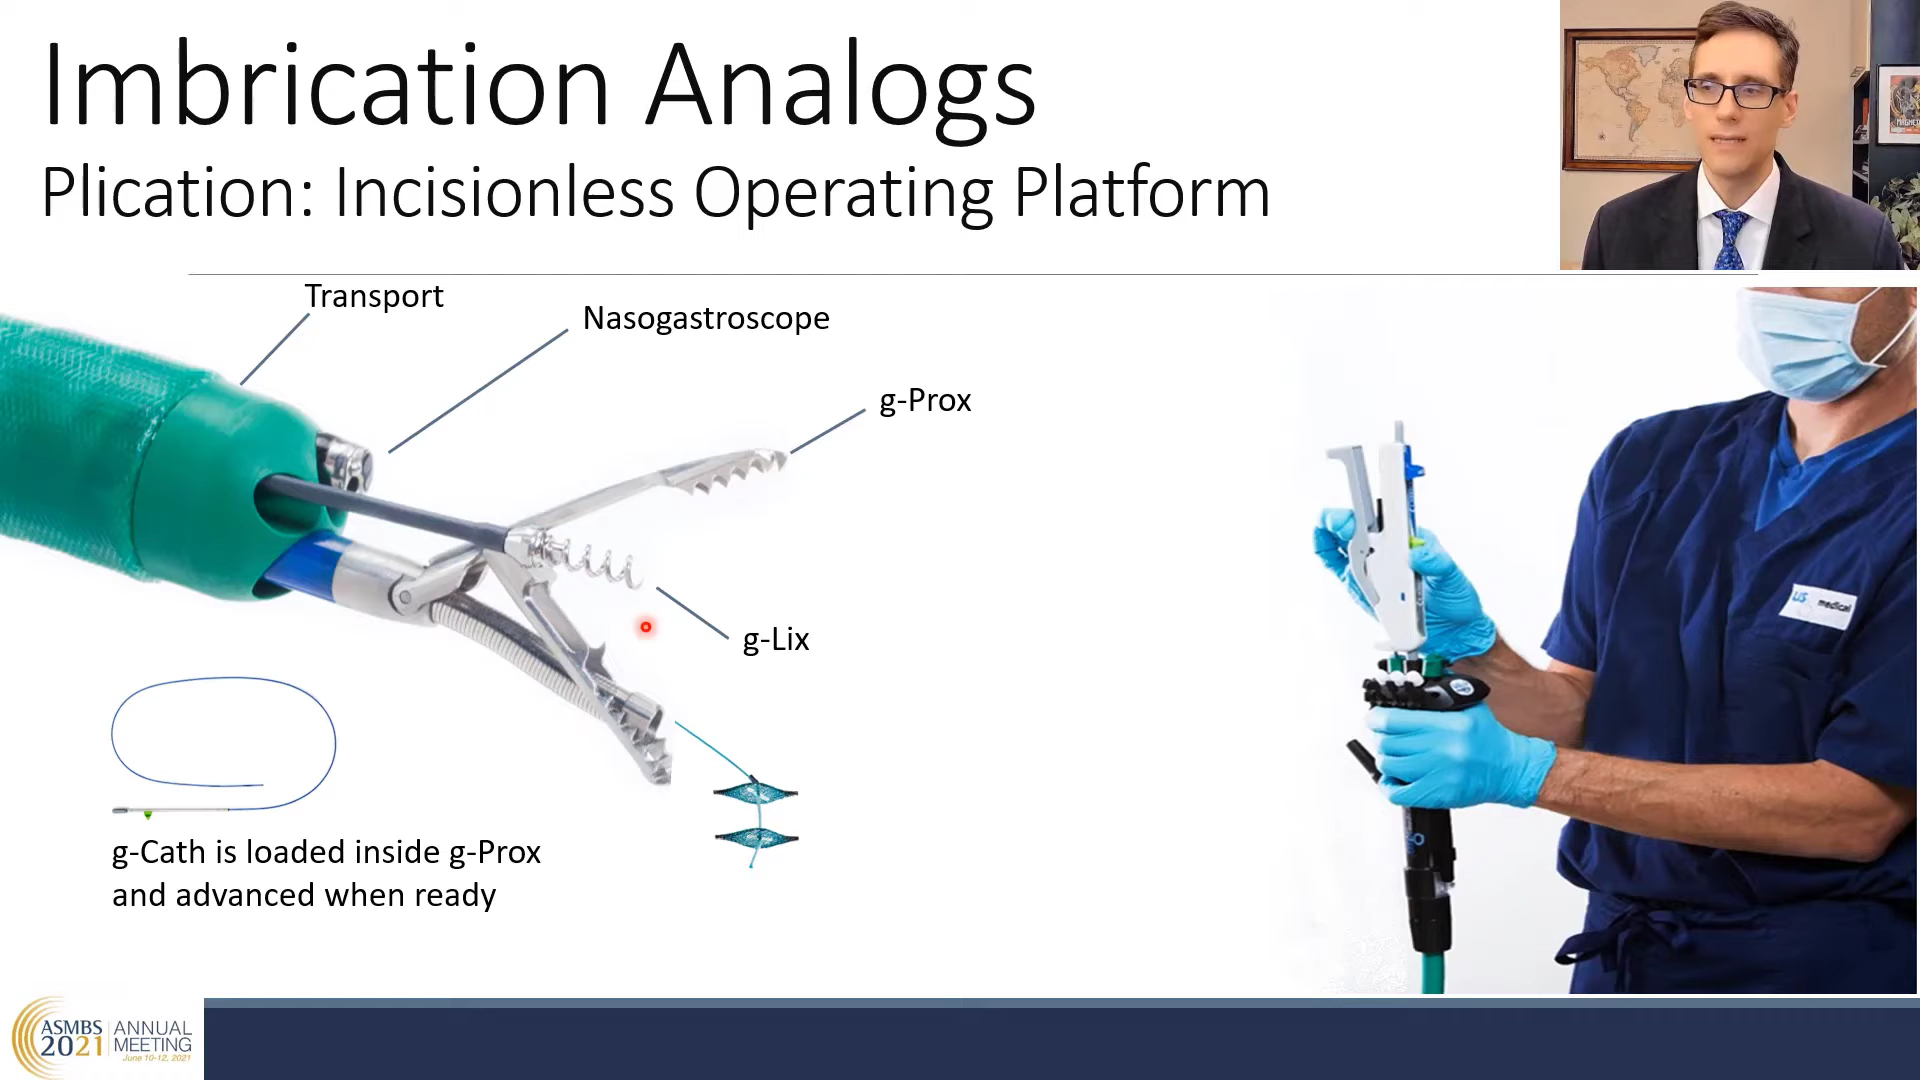 Imbrication Analogs
Plication: Incisionless Operating Platform
Transport
Nasogastroscope
g-Prox
g-Lix
g-Cath is loaded inside g-Prox
and advanced when ready
medical
ASMBS
2021
ANNUAL
MEETING
June 10-12, 2021